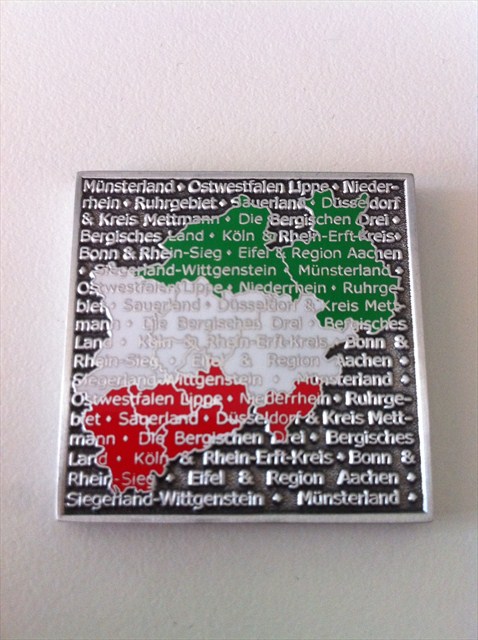 Münsterland • Ostwestfalen Lippe • Nieder-
rhein • Ruhrgebiet • Sauerland • Düsseldorf
& Kreis Mettmann • Die Bergischen Drei •
Bergisches Land • Köln & Rhein-Erft-Kreis •
Bonn & Rhein-Sieg • Eifel & Region Aachen
• Siegerland-Wittgenstein • Münsterland •
Ostwestfalen Lippe • Niederrhein • Ruhrge-
biet • Sauerland • Düsseldorf & Kreis Mett-
mann • Die Bergischen Drei • Bergisches
Land • Köln & Rhein-Erft-Kreis • Bonn &
Rhein-Sieg • Eifel & Region Aachen •
Siegerland-Wittgenstein • Münsterland •
Ostwestfalen Lippe • Niederrhein • Ruhrge-
biet • Sauerland • Düsseldorf & Kreis Mett-
mann • Die Bergischen Drei • Bergisches
Land • Köln & Rhein-Erft-Kreis • Bonn &
Rhein-Sieg • Eifel & Region Aachen •
Siegerland-Wittgenstein • Münsterland •